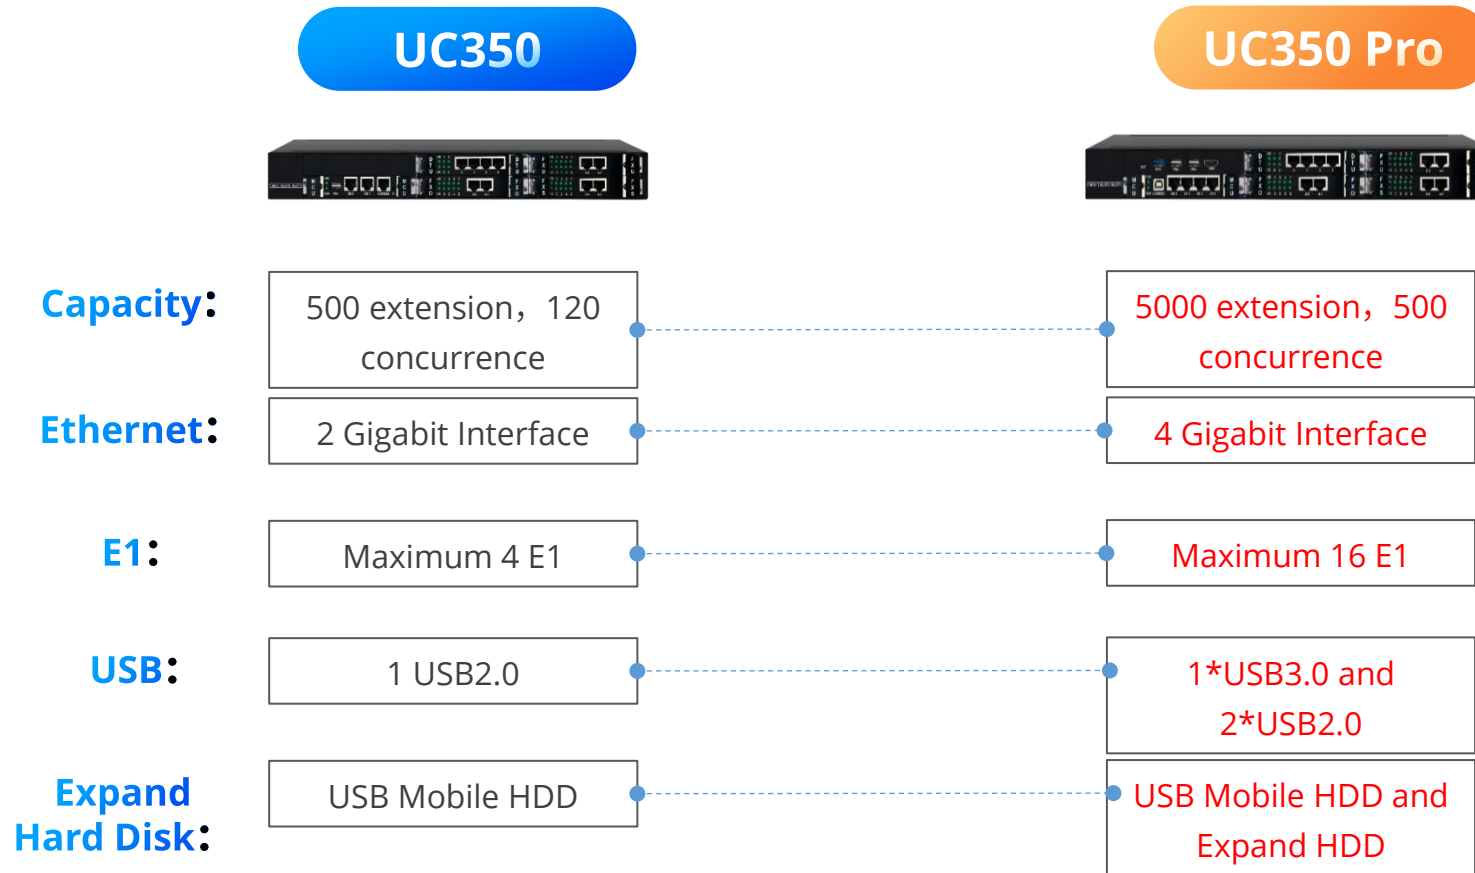 UC350
UC350 Pro
Capacity：
500 extension，120
concurrence
5000 extension，500
concurrence
Ethernet：
2 Gigabit Interface
4 Gigabit Interface
E1：
Maximum 4 E1
Maximum 16 E1
USB：
1 USB2.0
1*USB3.0 and
2*USB2.0
Expand
Hard Disk：
USB Mobile HDD
USB Mobile HDD and
Expand HDD